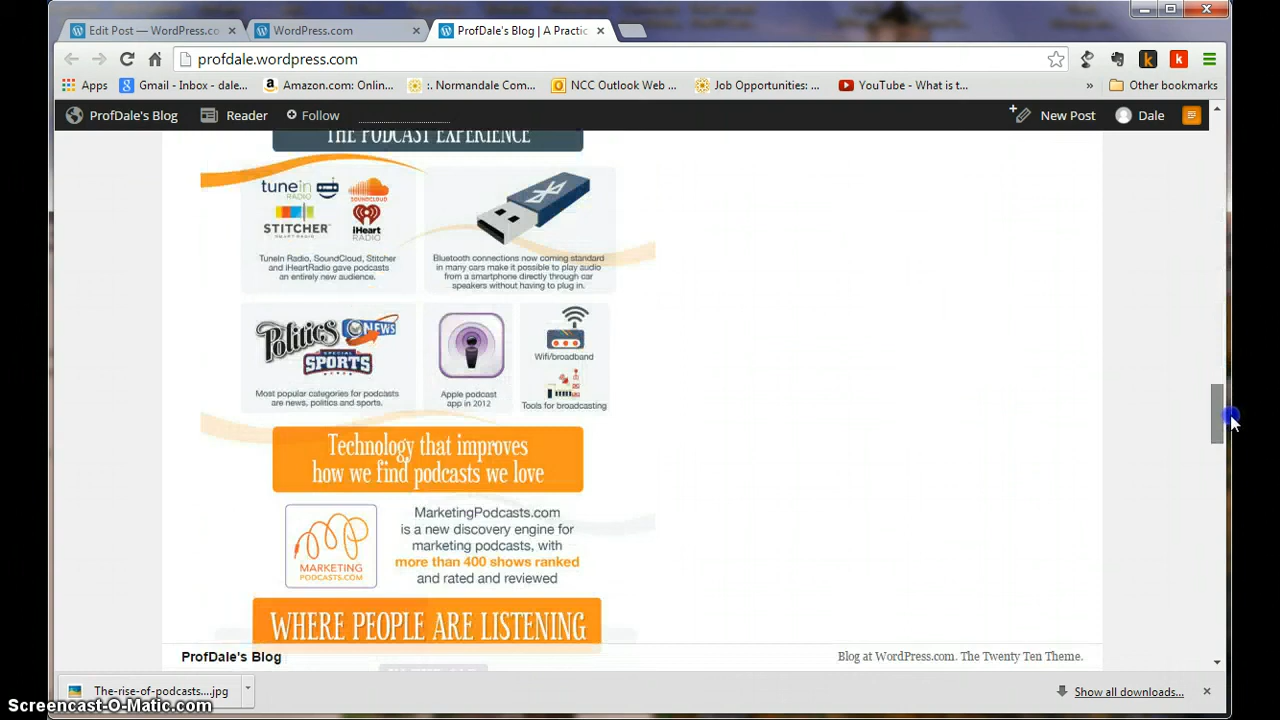 Edit Post — WordPress.co
WordPress.com
ProfDale's Blog | A Practic
profdale.wordpress.com
Apps
Gmail - Inbox - dale...
Amazon.com: Onlin...
:. Normandale Com...
NCC Outlook Web ...
Job Opportunities: ...
YouTube - What is t...
»
Other bookmarks
ProfDale's Blog
Reader
Follow
New Post
Dale
THE PODCAST EXPERIENCE
tunein
RADIO
SOUNDCLOUD
STITCHER
SMART RADIO
iHeart
RADIO
TuneIn Radio, SoundCloud, Stitcher
and iHeartRadio gave podcasts
an entirely new audience.
Bluetooth connections now coming standard
in many cars make it possible to play audio
from a smartphone directly through car
speakers without having to plug in.
Politics
NEWS
SPECIAL
SPORTS
Most popular categories for podcasts
are news, politics and sports.
Apple podcast
app in 2012
Wifi/broadband
Tools for broadcasting
Technology that improves
how we find podcasts we love
MARKETING
PODCASTS.COM
MarketingPodcasts.com
is a new discovery engine for
marketing podcasts, with
more than 400 shows ranked
and rated and reviewed
WHERE PEOPLE ARE LISTENING
ProfDale's Blog
Blog at WordPress.com. The Twenty Ten Theme.
The-rise-of-podcasts....jpg
Show all downloads...
Screencast-O-Matic.com